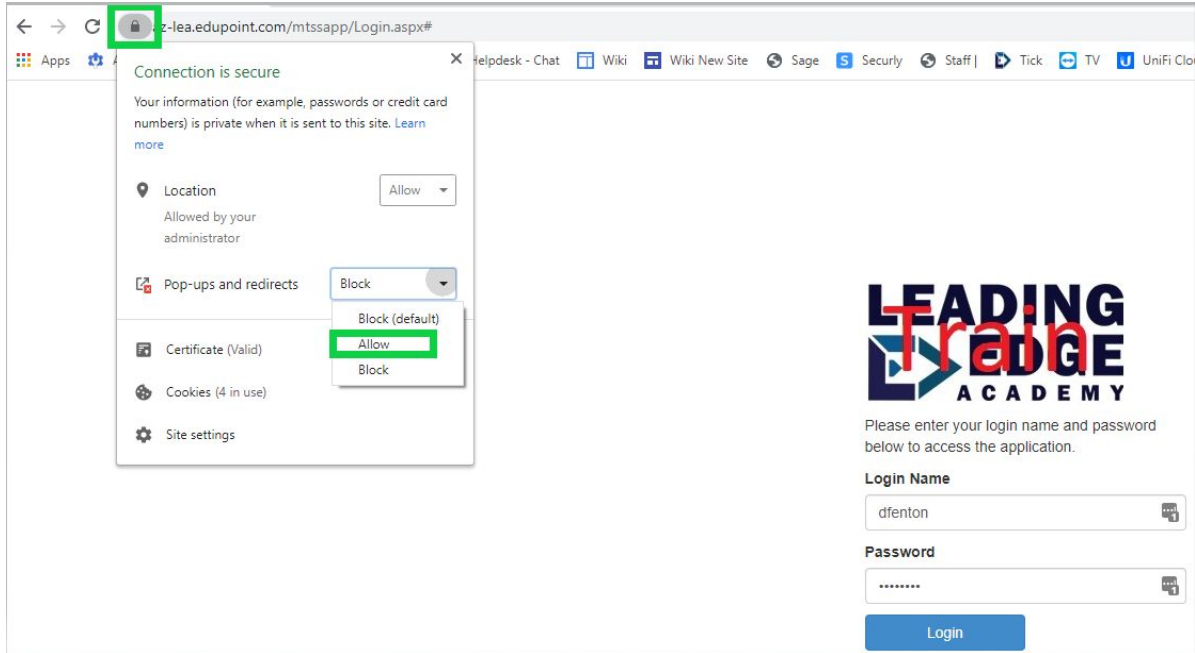 z-lea.edupoint.com/mtssapp/Login.aspx#
Apps Helpdesk - Chat Wiki Wiki New Site Sage S Securly Staff | Tick TV UniFi Clo
Connection is secure
Your information (for example, passwords or credit card
numbers) is private when it is sent to this site. Learn
more
Location Allow
Allowed by your
administrator
Pop-ups and redirects Block
Block (default)
Allow
Block
Certificate (Valid)
Cookies (4 in use)
Site settings
LEADING
Train
EDGE
ACADEMY
Please enter your login name and password
below to access the application.
Login Name
dfenton
Password
••••••••
Login